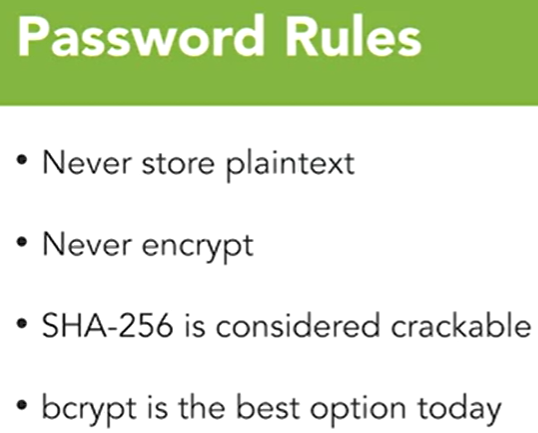 Password Rules
• Never store plaintext
• Never encrypt
• SHA-256 is considered crackable
• bcrypt is the best option today